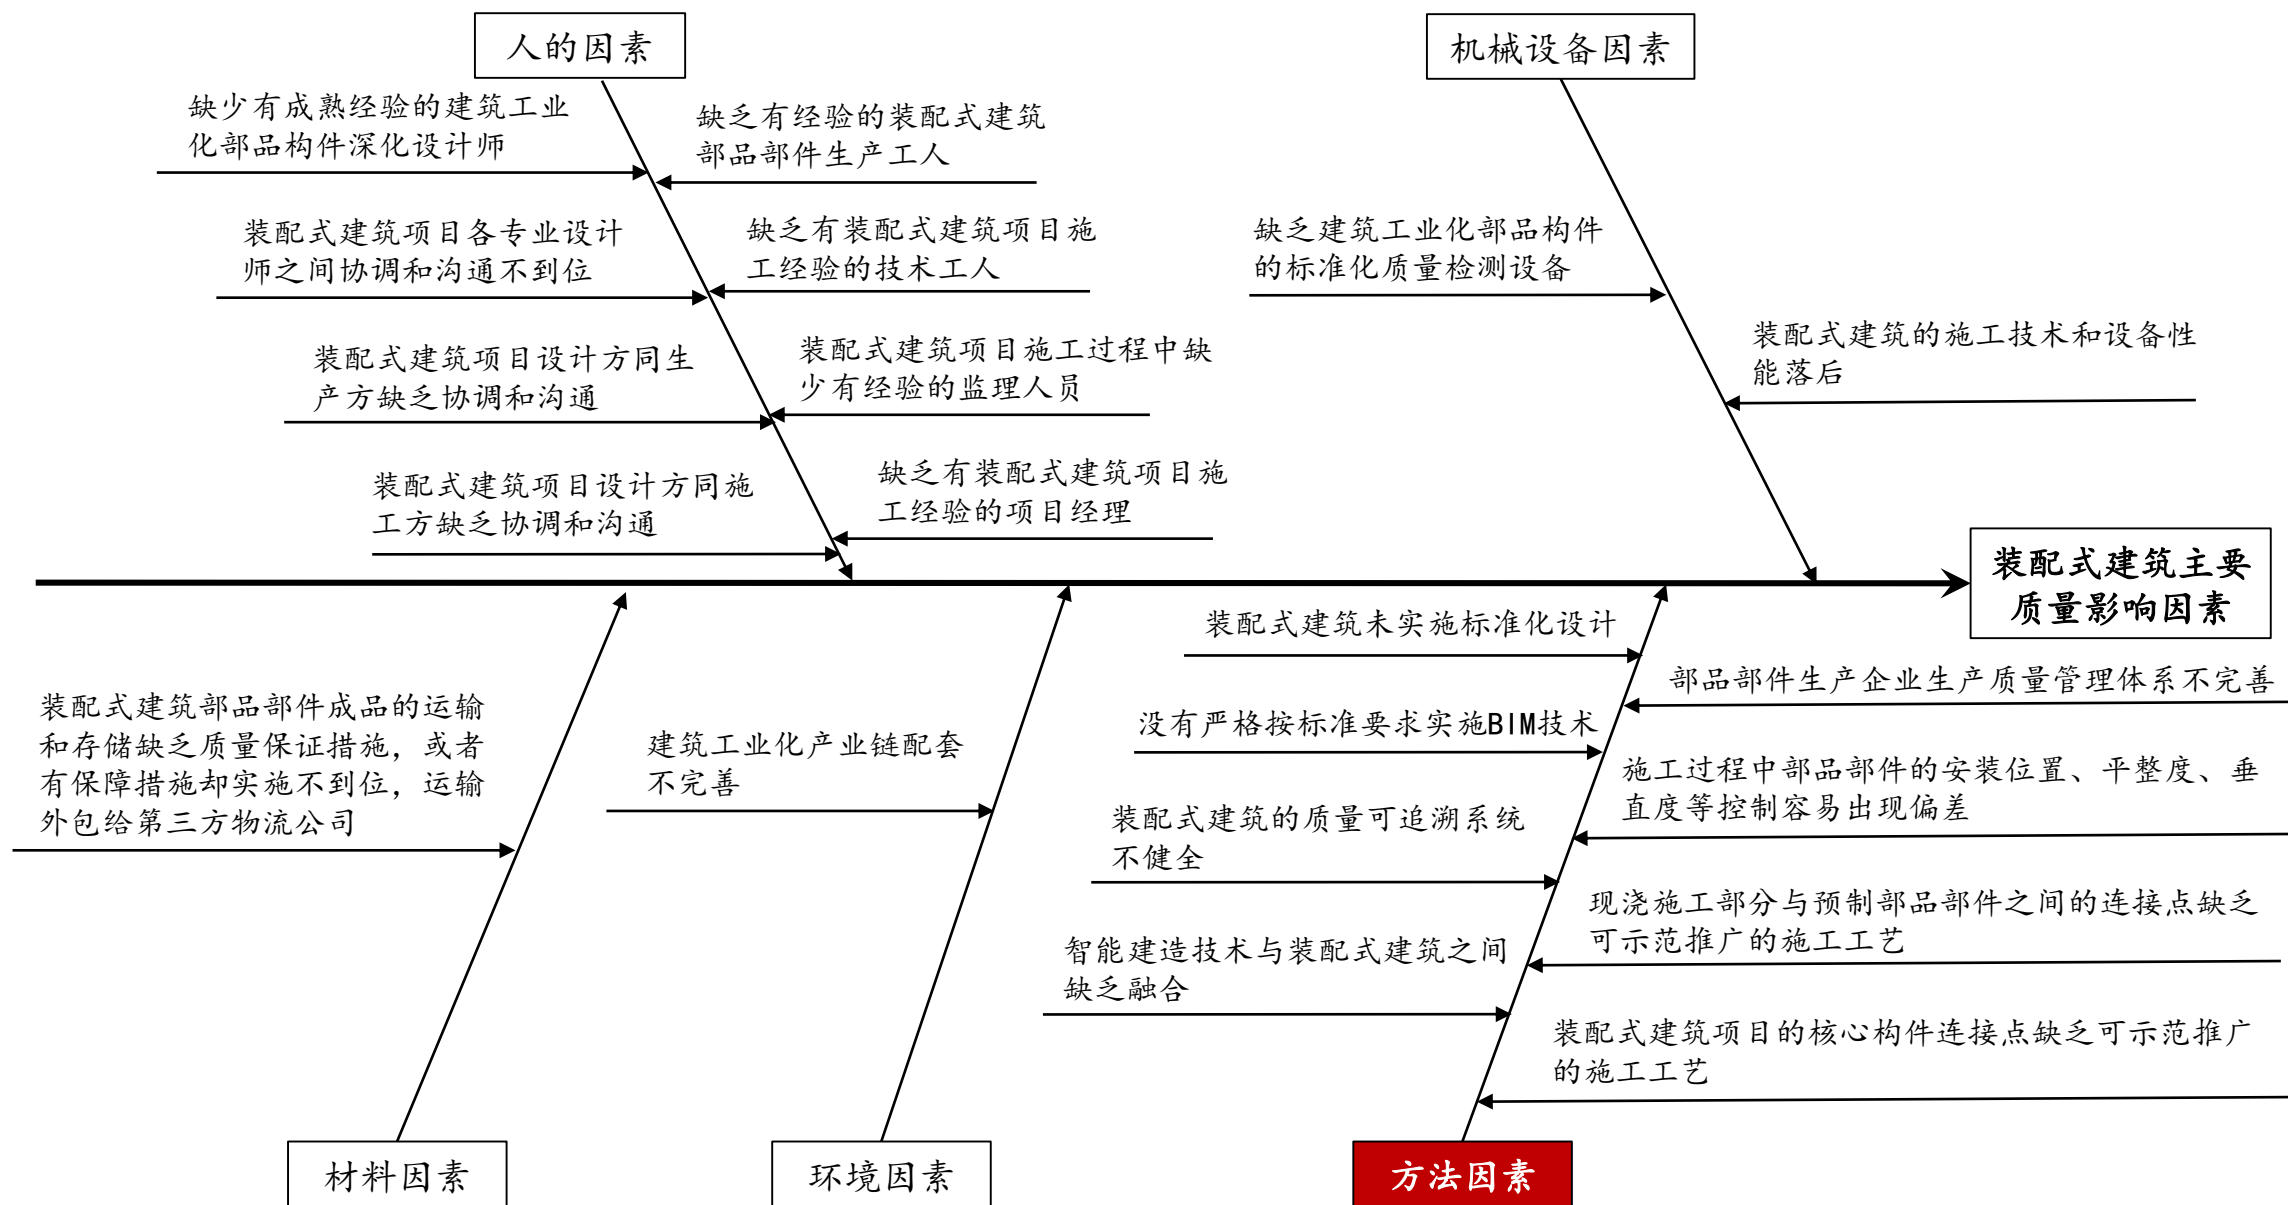 人的因素
机械设备因素
缺少有成熟经验的建筑工业
化部品构件深化设计师
缺乏有经验的装配式建筑
部品部件生产工人
装配式建筑项目各专业设计
师之间协调和沟通不到位
缺乏有装配式建筑项目施
工经验的技术工人
缺乏建筑工业化部品构件
的标准化质量检测设备
装配式建筑项目设计方同生
产方缺乏协调和沟通
装配式建筑项目施工过程中缺
少有经验的监理人员
装配式建筑的施工技术和设备性
能落后
装配式建筑项目设计方同施
工方缺乏协调和沟通
缺乏有装配式建筑项目施
工经验的项目经理
装配式建筑主要
质量影响因素
装配式建筑部品部件成品的运输
和存储缺乏质量保证措施，或者
有保障措施却实施不到位，运输
外包给第三方物流公司
建筑工业化产业链配套
不完善
装配式建筑未实施标准化设计
部品部件生产企业生产质量管理体系不完善
没有严格按标准要求实施BIM技术
施工过程中部品部件的安装位置、平整度、垂
直度等控制容易出现偏差
装配式建筑的质量可追溯系统
不健全
现浇施工部分与预制部品部件之间的连接点缺乏
可示范推广的施工工艺
智能建造技术与装配式建筑之间
缺乏融合
装配式建筑项目的核心构件连接点缺乏可示范推广
的施工工艺
材料因素
环境因素
方法因素